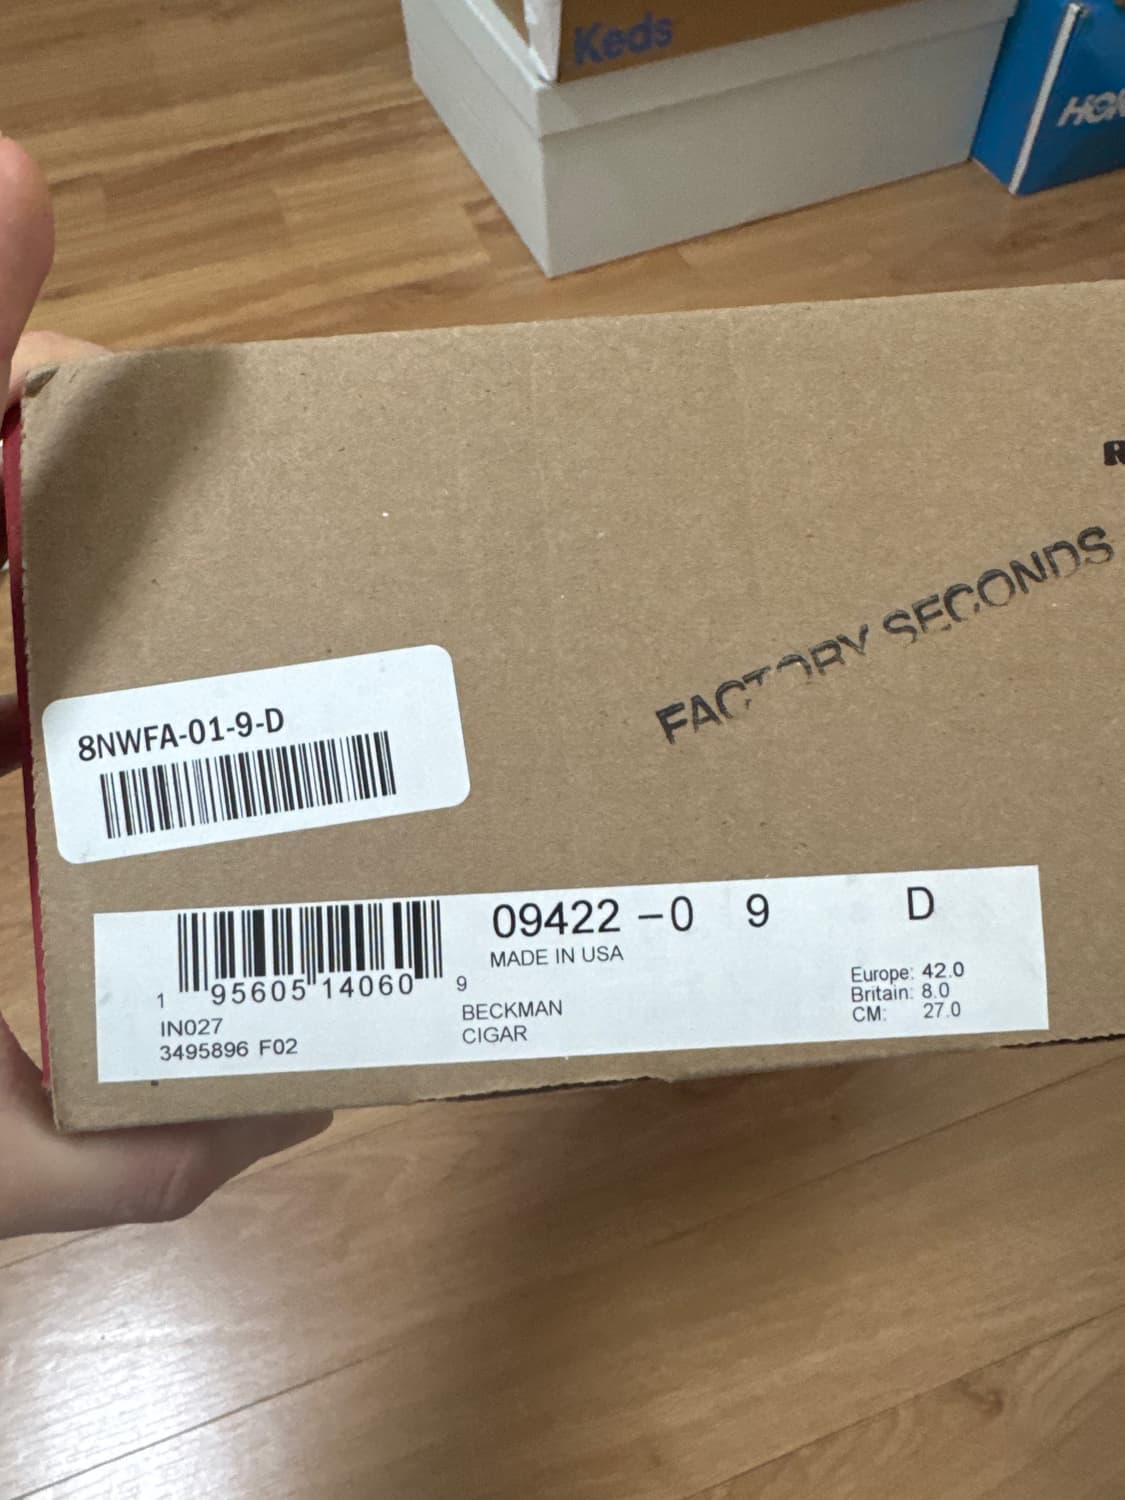 Keds
FACTORY SECONDS
8NWFA-01-9-D
09422 -0 9 D
MADE IN USA
1 95605 14060 9
Europe: 42.0
Britain: 8.0
CM: 27.0
IN027
3495896 F02
BECKMAN
CIGAR